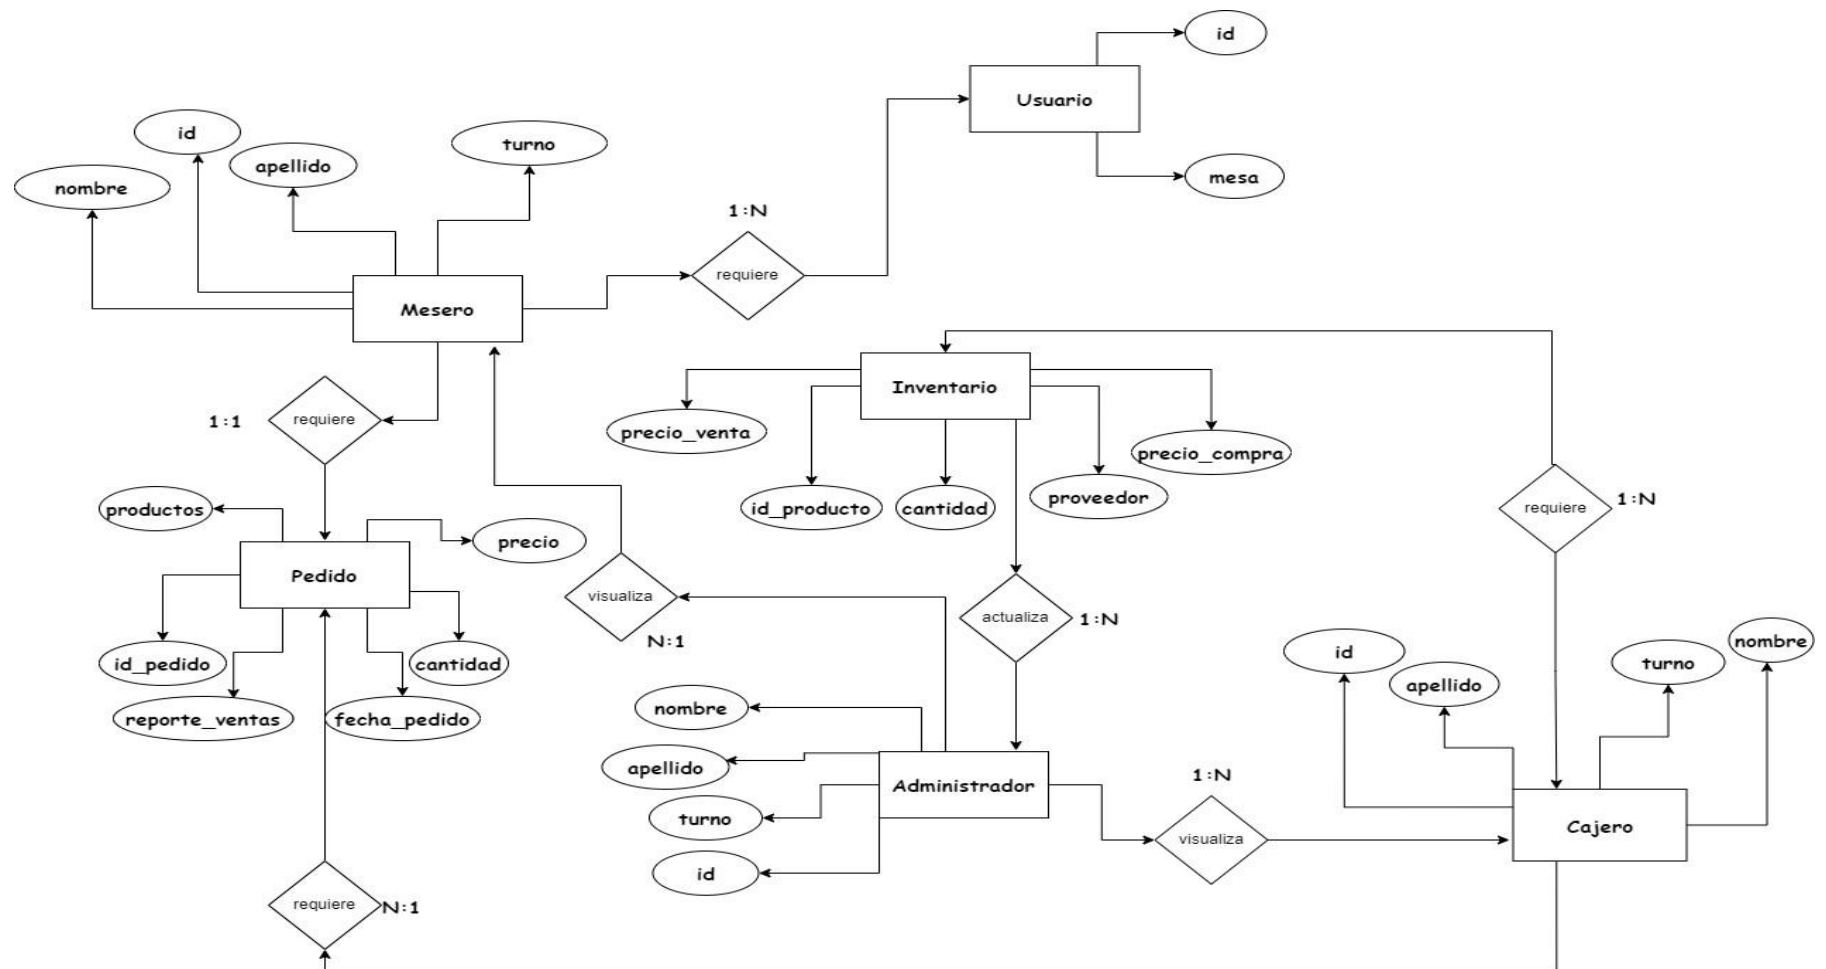 id
Usuario
mesa
id
turno
apellido
nombre
1:N
requiere
Mesero
Inventario
1:1
requiere
precio_venta
precio_compra
id_producto
cantidad
proveedor
requiere
1:N
productos
precio
Pedido
visualiza
N:1
actualiza
1:N
id_pedido
cantidad
reporte_ventas
fecha_pedido
id
apellido
turno
nombre
nombre
apellido
turno
id
Administrador
1:N
visualiza
Cajero
requiere
N:1